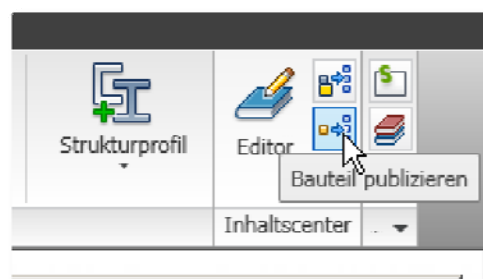 Strukturprofil
Editor
Bauteil publizieren
Inhaltscenter